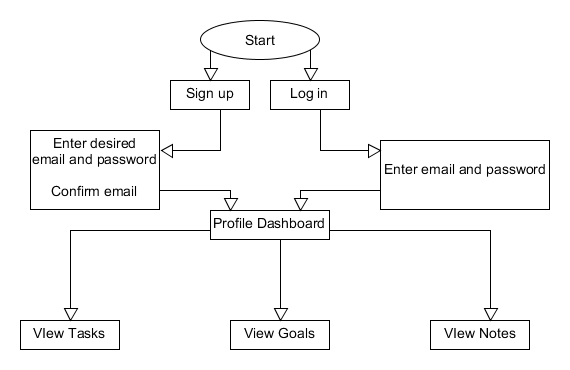 Start
Sign up
Log in
Enter desired
email and password
Confirm email
Enter email and password
Profile Dashboard
VIew Tasks
View Goals
VIew Notes